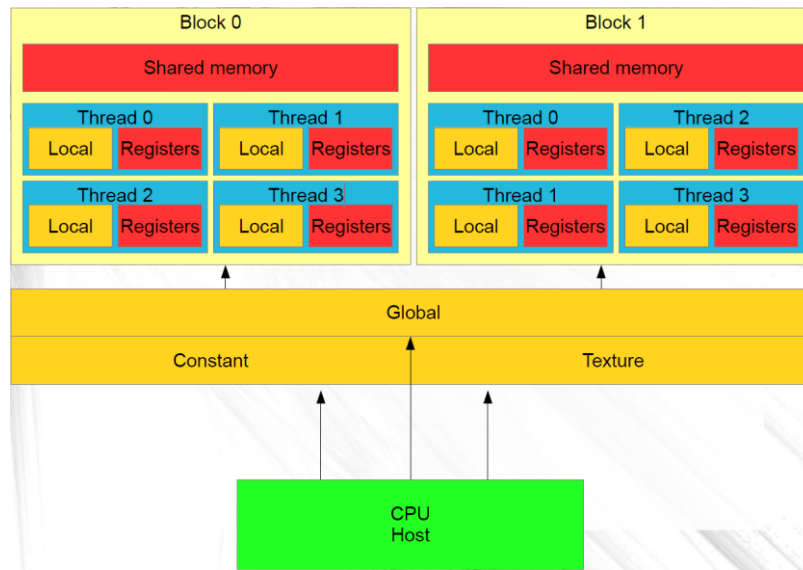 Block 0
Shared memory
Thread 0
Local Registers
Thread 1
Local Registers
Thread 2
Local Registers
Thread 3
Local Registers
Block 1
Shared memory
Thread 0
Local Registers
Thread 2
Local Registers
Thread 1
Local Registers
Thread 3
Local Registers
Global
Constant
Texture
CPU
Host